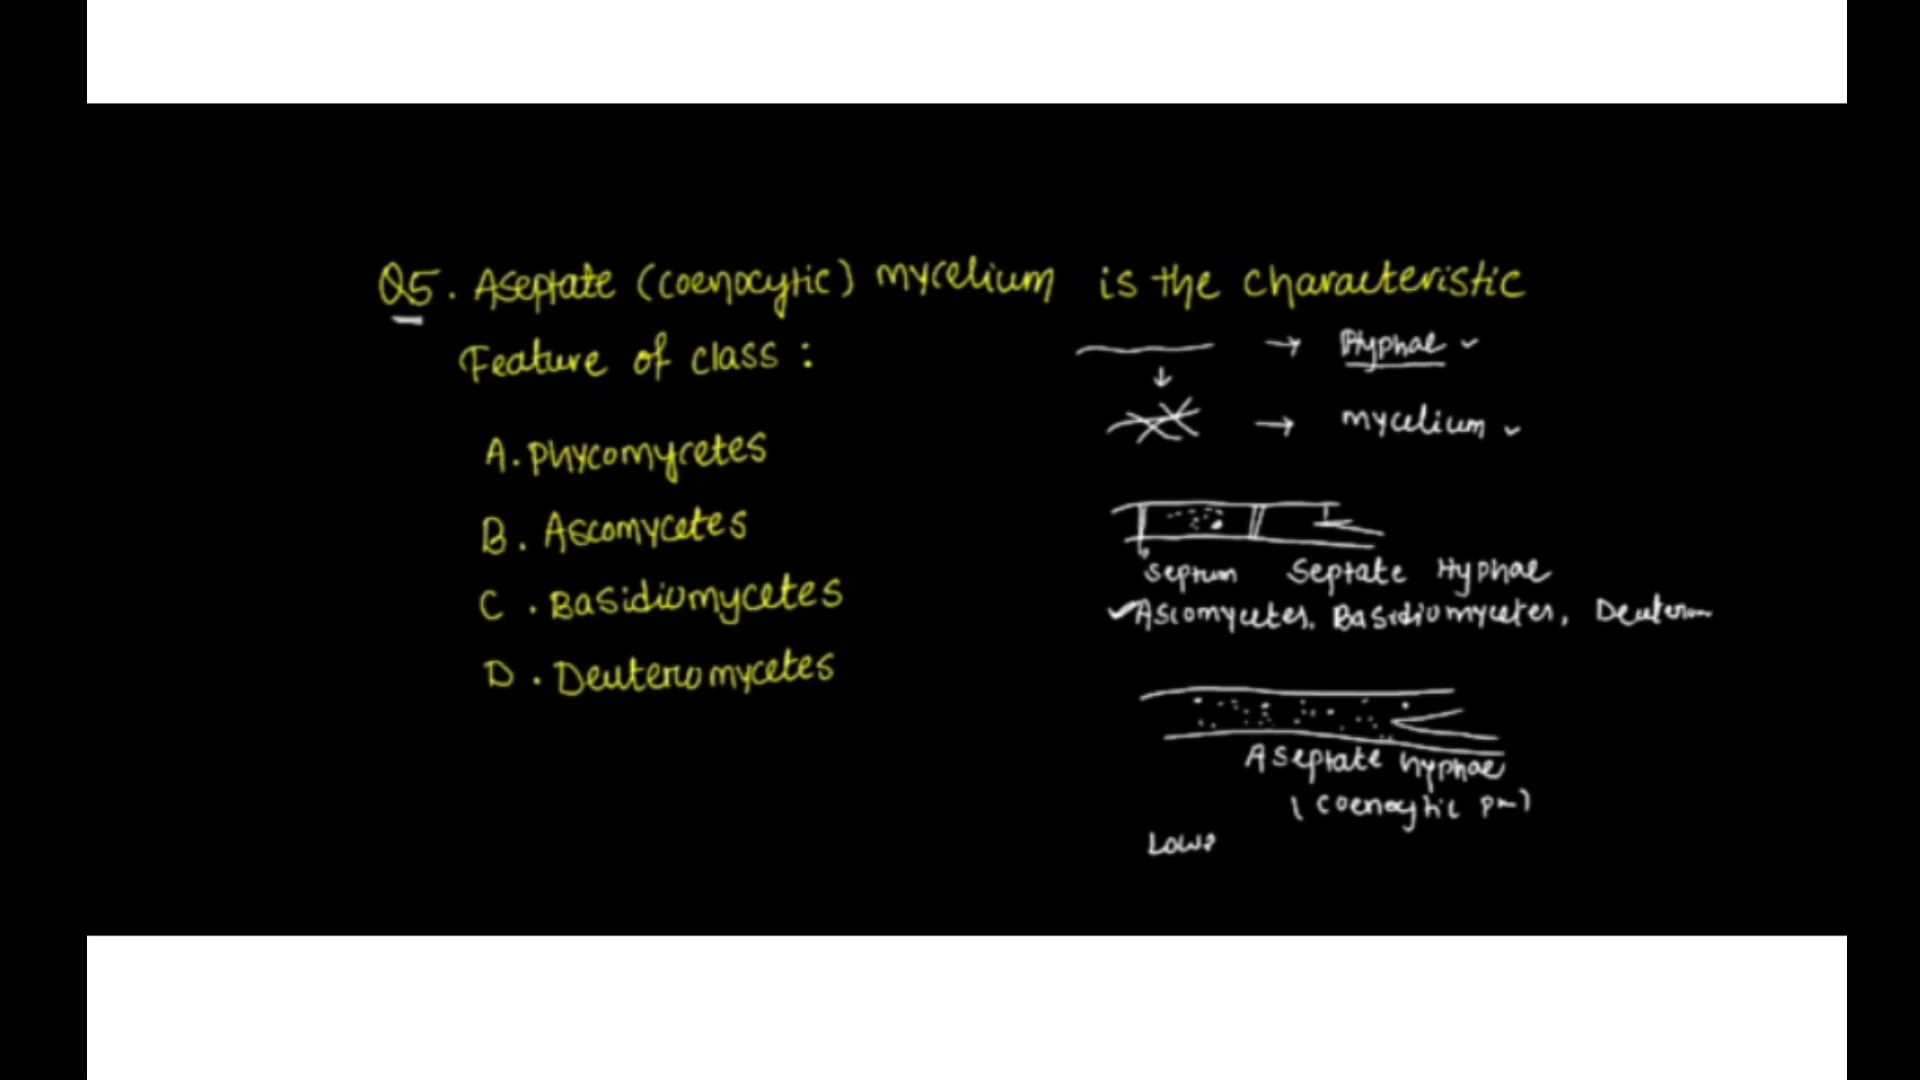 Q5. Aseptate (coenocytic) mycelium is the characteristic
Feature of class :
A. Phycomycetes
B. Ascomycetes
C. Basidiomycetes
D. Deuteromycetes
→ Hyphae
→ mycelium
septum Septate Hyphae
Ascomycetes, Basidiomycetes,
Aseptate hyphae
(coenocytic